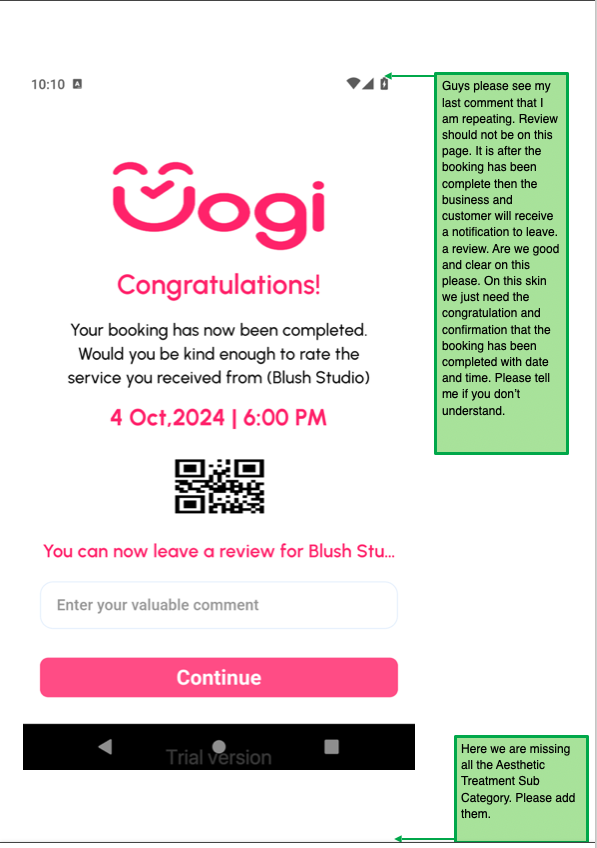 10:10 A
Uogi
Congratulations!
Your booking has now been completed.
Would you be kind enough to rate the
service you received from (Blush Studio)
4 Oct,2024 | 6:00 PM
You can now leave a review for Blush Stu...
Enter your valuable comment
Continue
Trial version
Guys please see my
last comment that I
am repeating. Review
should not be on this
page. It is after the
booking has been
complete then the
business and
customer will receive
a notification to leave.
a review. Are we good
and clear on this
please. On this skin
we just need the
congratulation and
confirmation that the
booking has been
completed with date
and time. Please tell
me if you don't
understand.
Here we are missing
all the Aesthetic
Treatment Sub
Category. Please add
them.